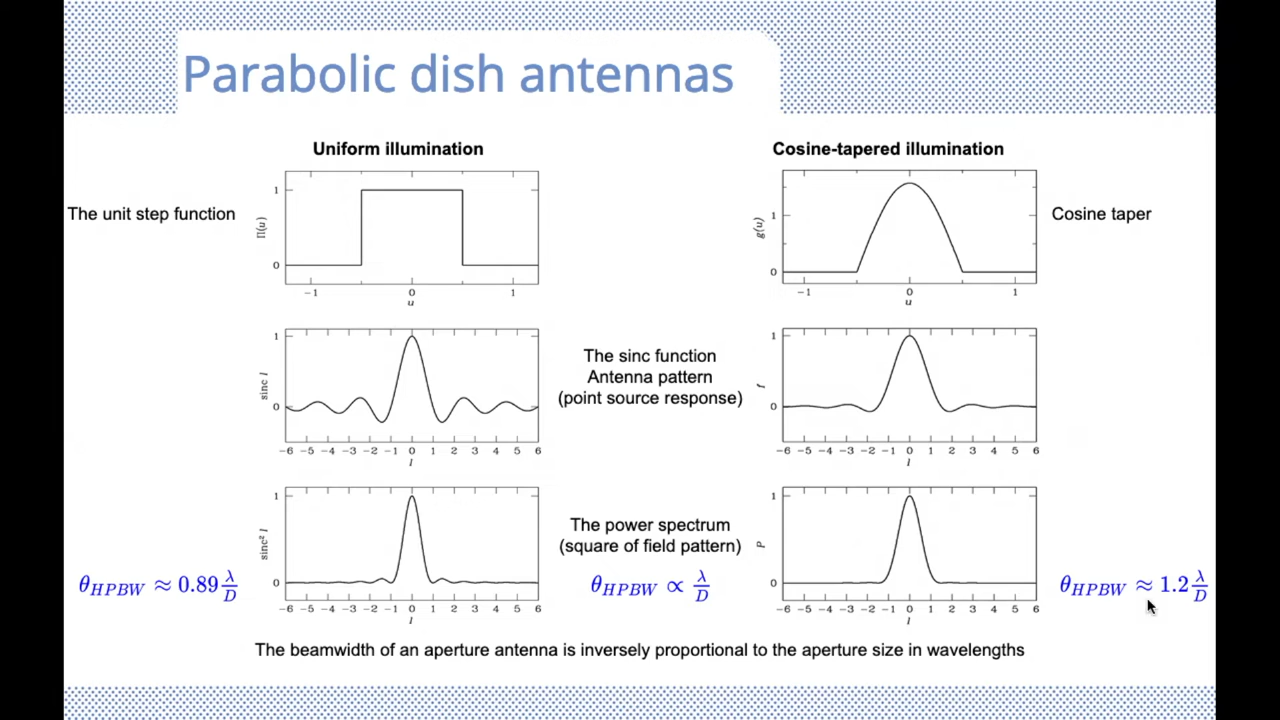 Parabolic dish antennas
Uniform illumination
Cosine-tapered illumination
The unit step function
Cosine taper
1
0
Π(u)
−1 0 1
u
1
0
g(u)
−1 0 1
u
The sinc function
Antenna pattern
(point source response)
1
0
sinc l
−6 −5 −4 −3 −2 −1 0 1 2 3 4 5 6
l
1
0
f
−6 −5 −4 −3 −2 −1 0 1 2 3 4 5 6
l
The power spectrum
(square of field pattern)
1
0
sinc² l
−6 −5 −4 −3 −2 −1 0 1 2 3 4 5 6
l
1
0
P
−6 −5 −4 −3 −2 −1 0 1 2 3 4 5 6
l
θHPBW ≈ 0.89 λ/D
θHPBW ∝ λ/D
θHPBW ≈ 1.2 λ/D
The beamwidth of an aperture antenna is inversely proportional to the aperture size in wavelengths